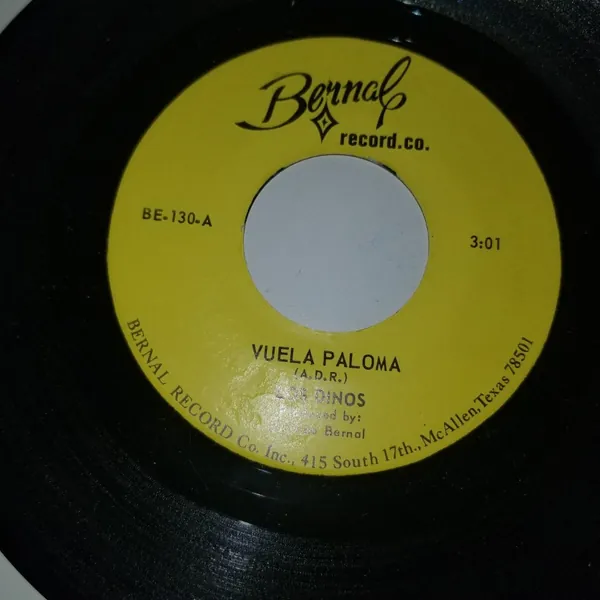 Bernal
record.co.
BE-130-A
3:01
VUELA PALOMA
(A.D.R.)
DINOS
by:
Bernal
BERNAL RECORD Co. Inc., 415 South 17th., McAllen, Texas 78501